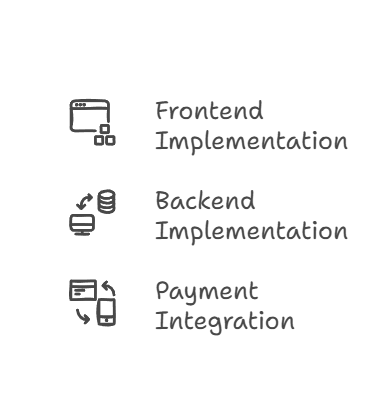 Frontend
Implementation
Backend
Implementation
Payment
Integration